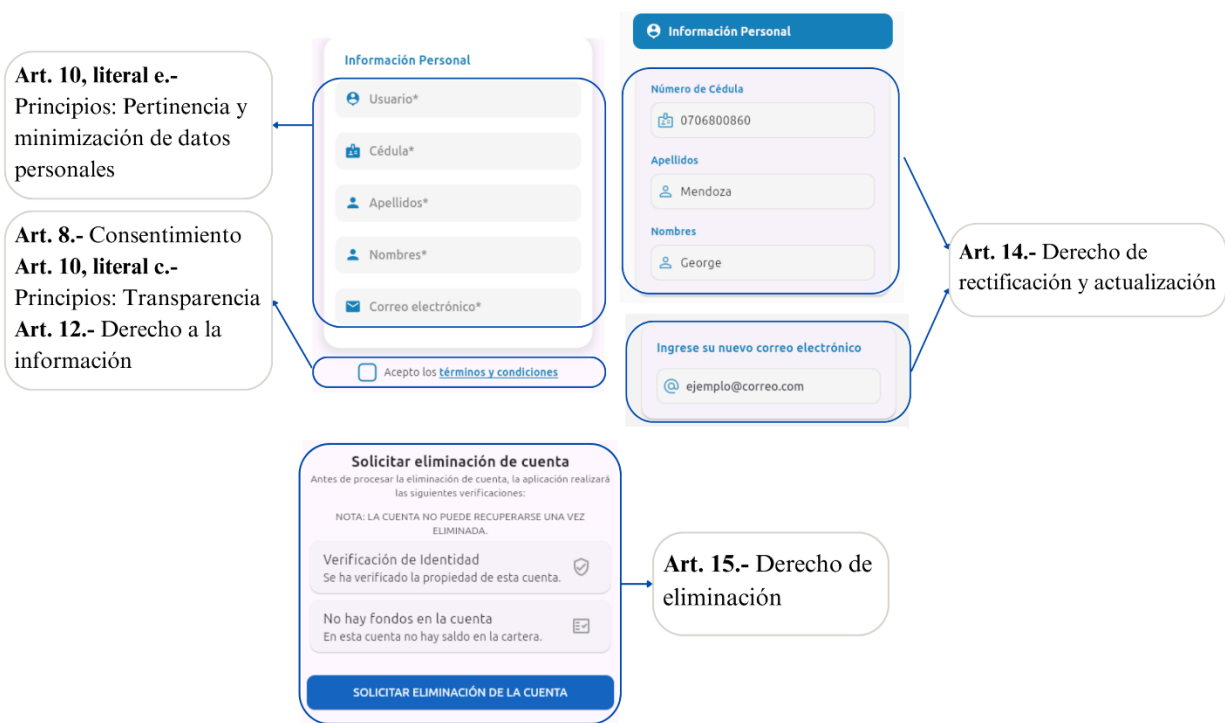 Art. 10, literal e.-
Principios: Pertinencia y
minimización de datos
personales
Art. 8.- Consentimiento
Art. 10, literal c.-
Principios: Transparencia
Art. 12.- Derecho a la
información
Información Personal
Usuario*
Cédula*
Apellidos*
Nombres*
Correo electrónico*
Acepto los términos y condiciones
Información Personal
Número de Cédula
0706800860
Apellidos
Mendoza
Nombres
George
Ingrese su nuevo correo electrónico
ejemplo@correo.com
Art. 14.- Derecho de
rectificación y actualización
Solicitar eliminación de cuenta
Antes de procesar la eliminación de cuenta, la aplicación realizará
las siguientes verificaciones:
NOTA: LA CUENTA NO PUEDE RECUPERARSE UNA VEZ
ELIMINADA.
Verificación de Identidad
Se ha verificado la propiedad de esta cuenta.
No hay fondos en la cuenta
En esta cuenta no hay saldo en la cartera.
SOLICITAR ELIMINACIÓN DE LA CUENTA
Art. 15.- Derecho de
eliminación